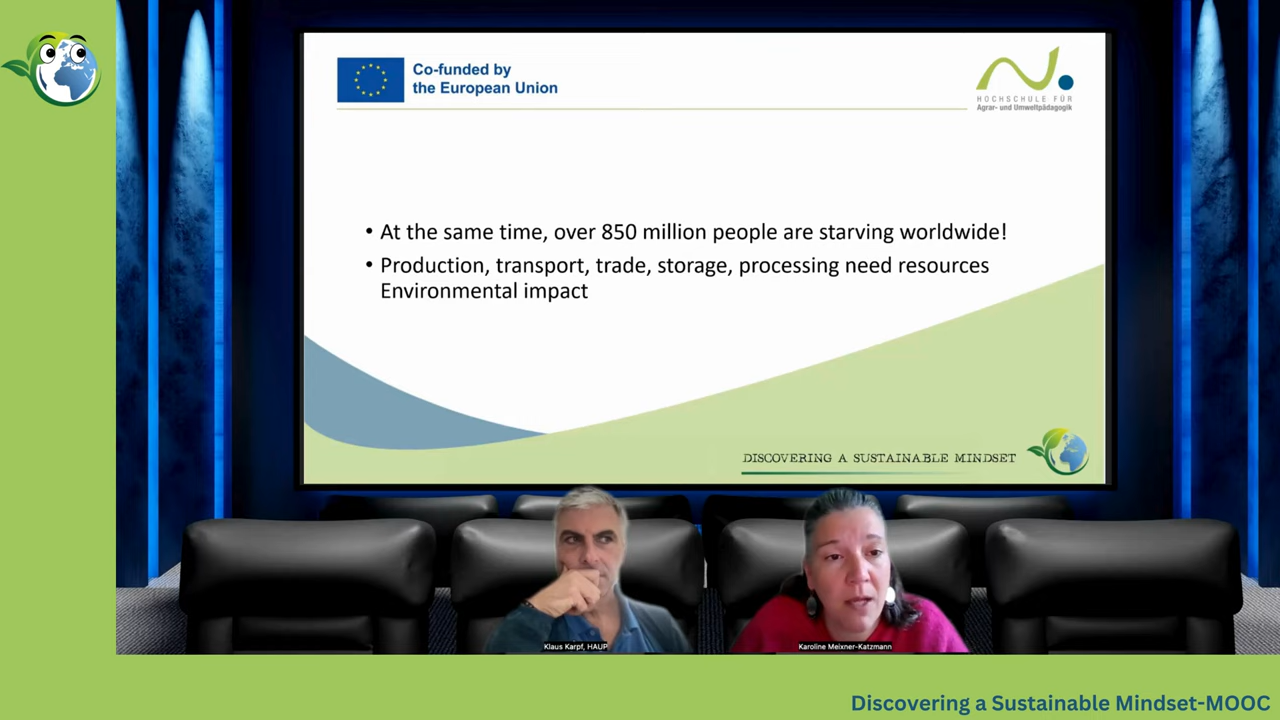 Co-funded by
the European Union
HOCHSCHULE FÜR
Agrar- und Umweltpädagogik
• At the same time, over 850 million people are starving worldwide!
• Production, transport, trade, storage, processing need resources
Environmental impact
DISCOVERING A SUSTAINABLE MINDSET
Klaus Karpf, HAUP
Karoline Meixner-Katzmann
Discovering a Sustainable Mindset-MOOC